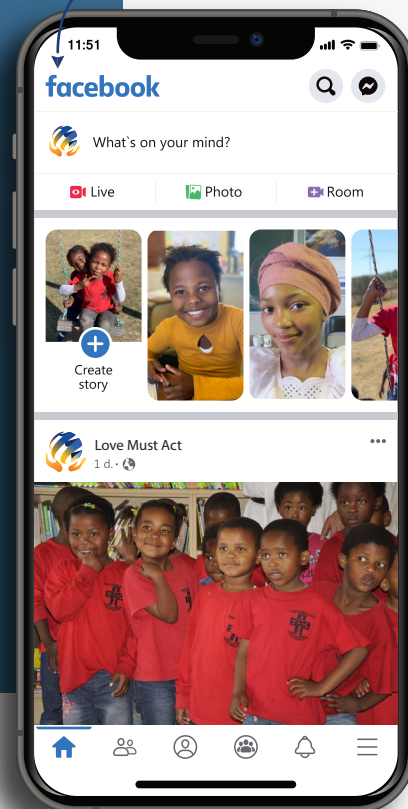 11:51
facebook
What`s on your mind?
Live
Photo
Room
Create
story
Love Must Act
1 d.